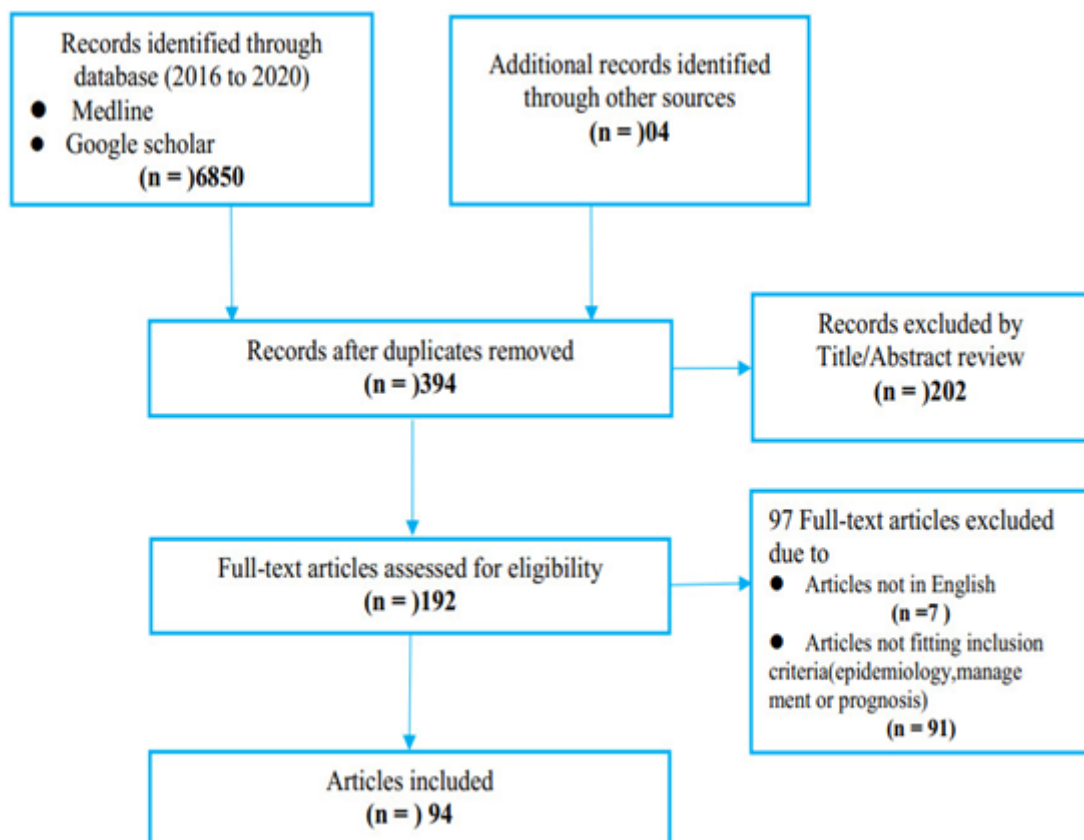 Records identified through
database (2016 to 2020)
● Medline
● Google scholar
(n = )6850
Additional records identified
through other sources
(n = )04
Records after duplicates removed
(n = )394
Records excluded by
Title/Abstract review
(n = )202
Full-text articles assessed for eligibility
(n = )192
97 Full-text articles excluded
due to
● Articles not in English
(n =7 )
● Articles not fitting inclusion
criteria(epidemiology,manage
ment or prognosis)
(n = 91)
Articles included
(n = ) 94